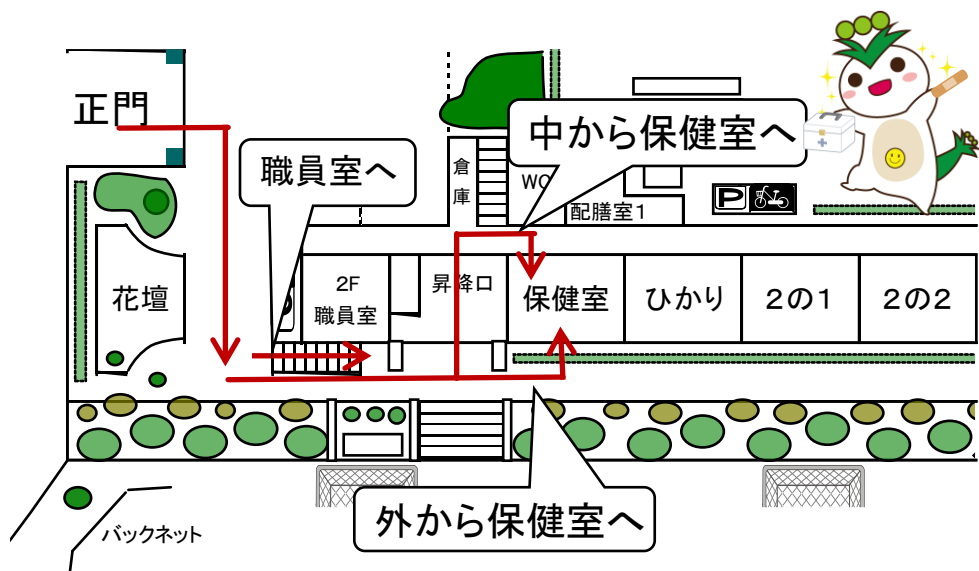 正門
職員室へ
倉庫
WC
中から保健室へ
配膳室1
P
花壇
2F
職員室
昇降口
保健室
ひかり
2の1
2の2
外から保健室へ
バックネット